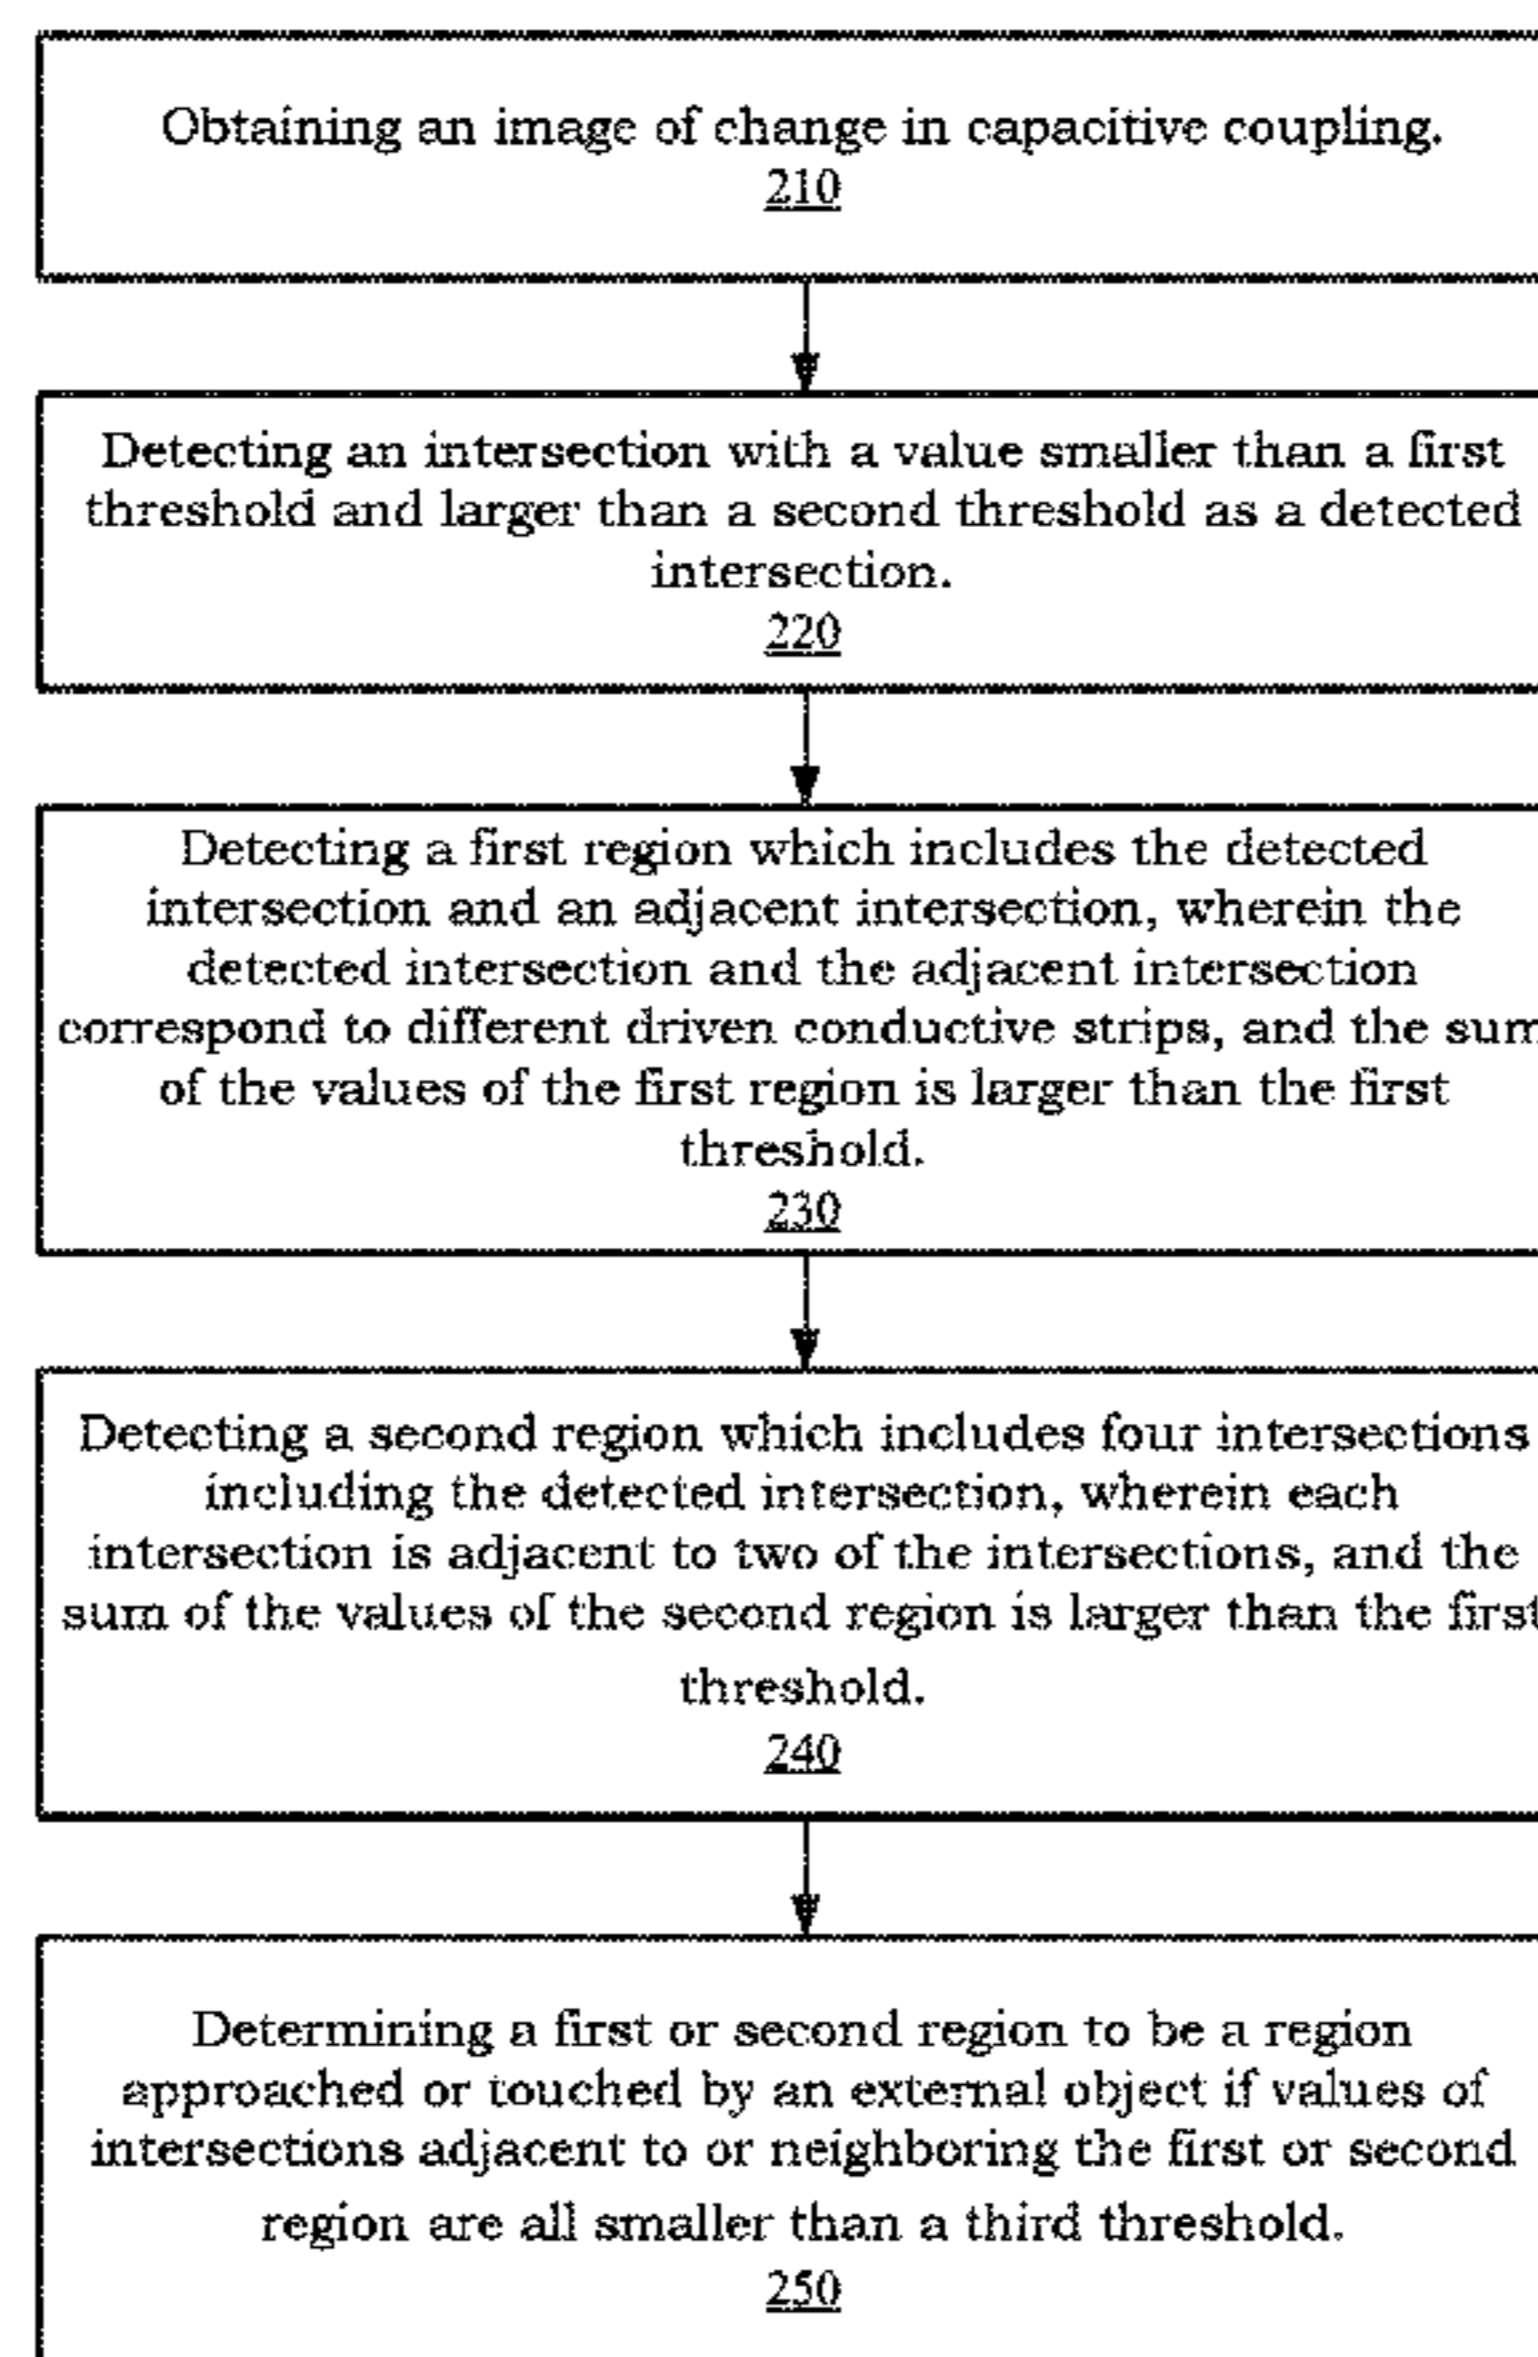 Obtaining an image of change in capacitive coupling.
210
Detecting an intersection with a value smaller than a first
threshold and larger than a second threshold as a detected
intersection.
220
Detecting a first region which includes the detected
intersection and an adjacent intersection, wherein the
detected intersection and the adjacent intersection
correspond to different driven conductive strips, and the sum
of the values of the first region is larger than the first
threshold.
230
Detecting a second region which includes four intersections
including the detected intersection, wherein each
intersection is adjacent to two of the intersections, and the
sum of the values of the second region is larger than the first
threshold.
240
Determining a first or second region to be a region
approached or touched by an external object if values of
intersections adjacent to or neighboring the first or second
region are all smaller than a third threshold.
250